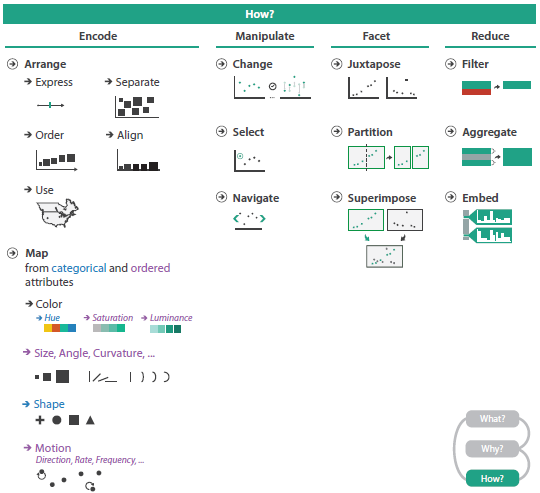 How?
Encode
Manipulate
Facet
Reduce
Arrange
Express
Separate
Order
Align
Use
Map
from categorical and ordered
attributes
Color
Hue
Saturation
Luminance
Size, Angle, Curvature, ...
Shape
Motion
Direction, Rate, Frequency, ...
Change
...
Select
Navigate
Juxtapose
Partition
Superimpose
Filter
Aggregate
Embed
What?
Why?
How?